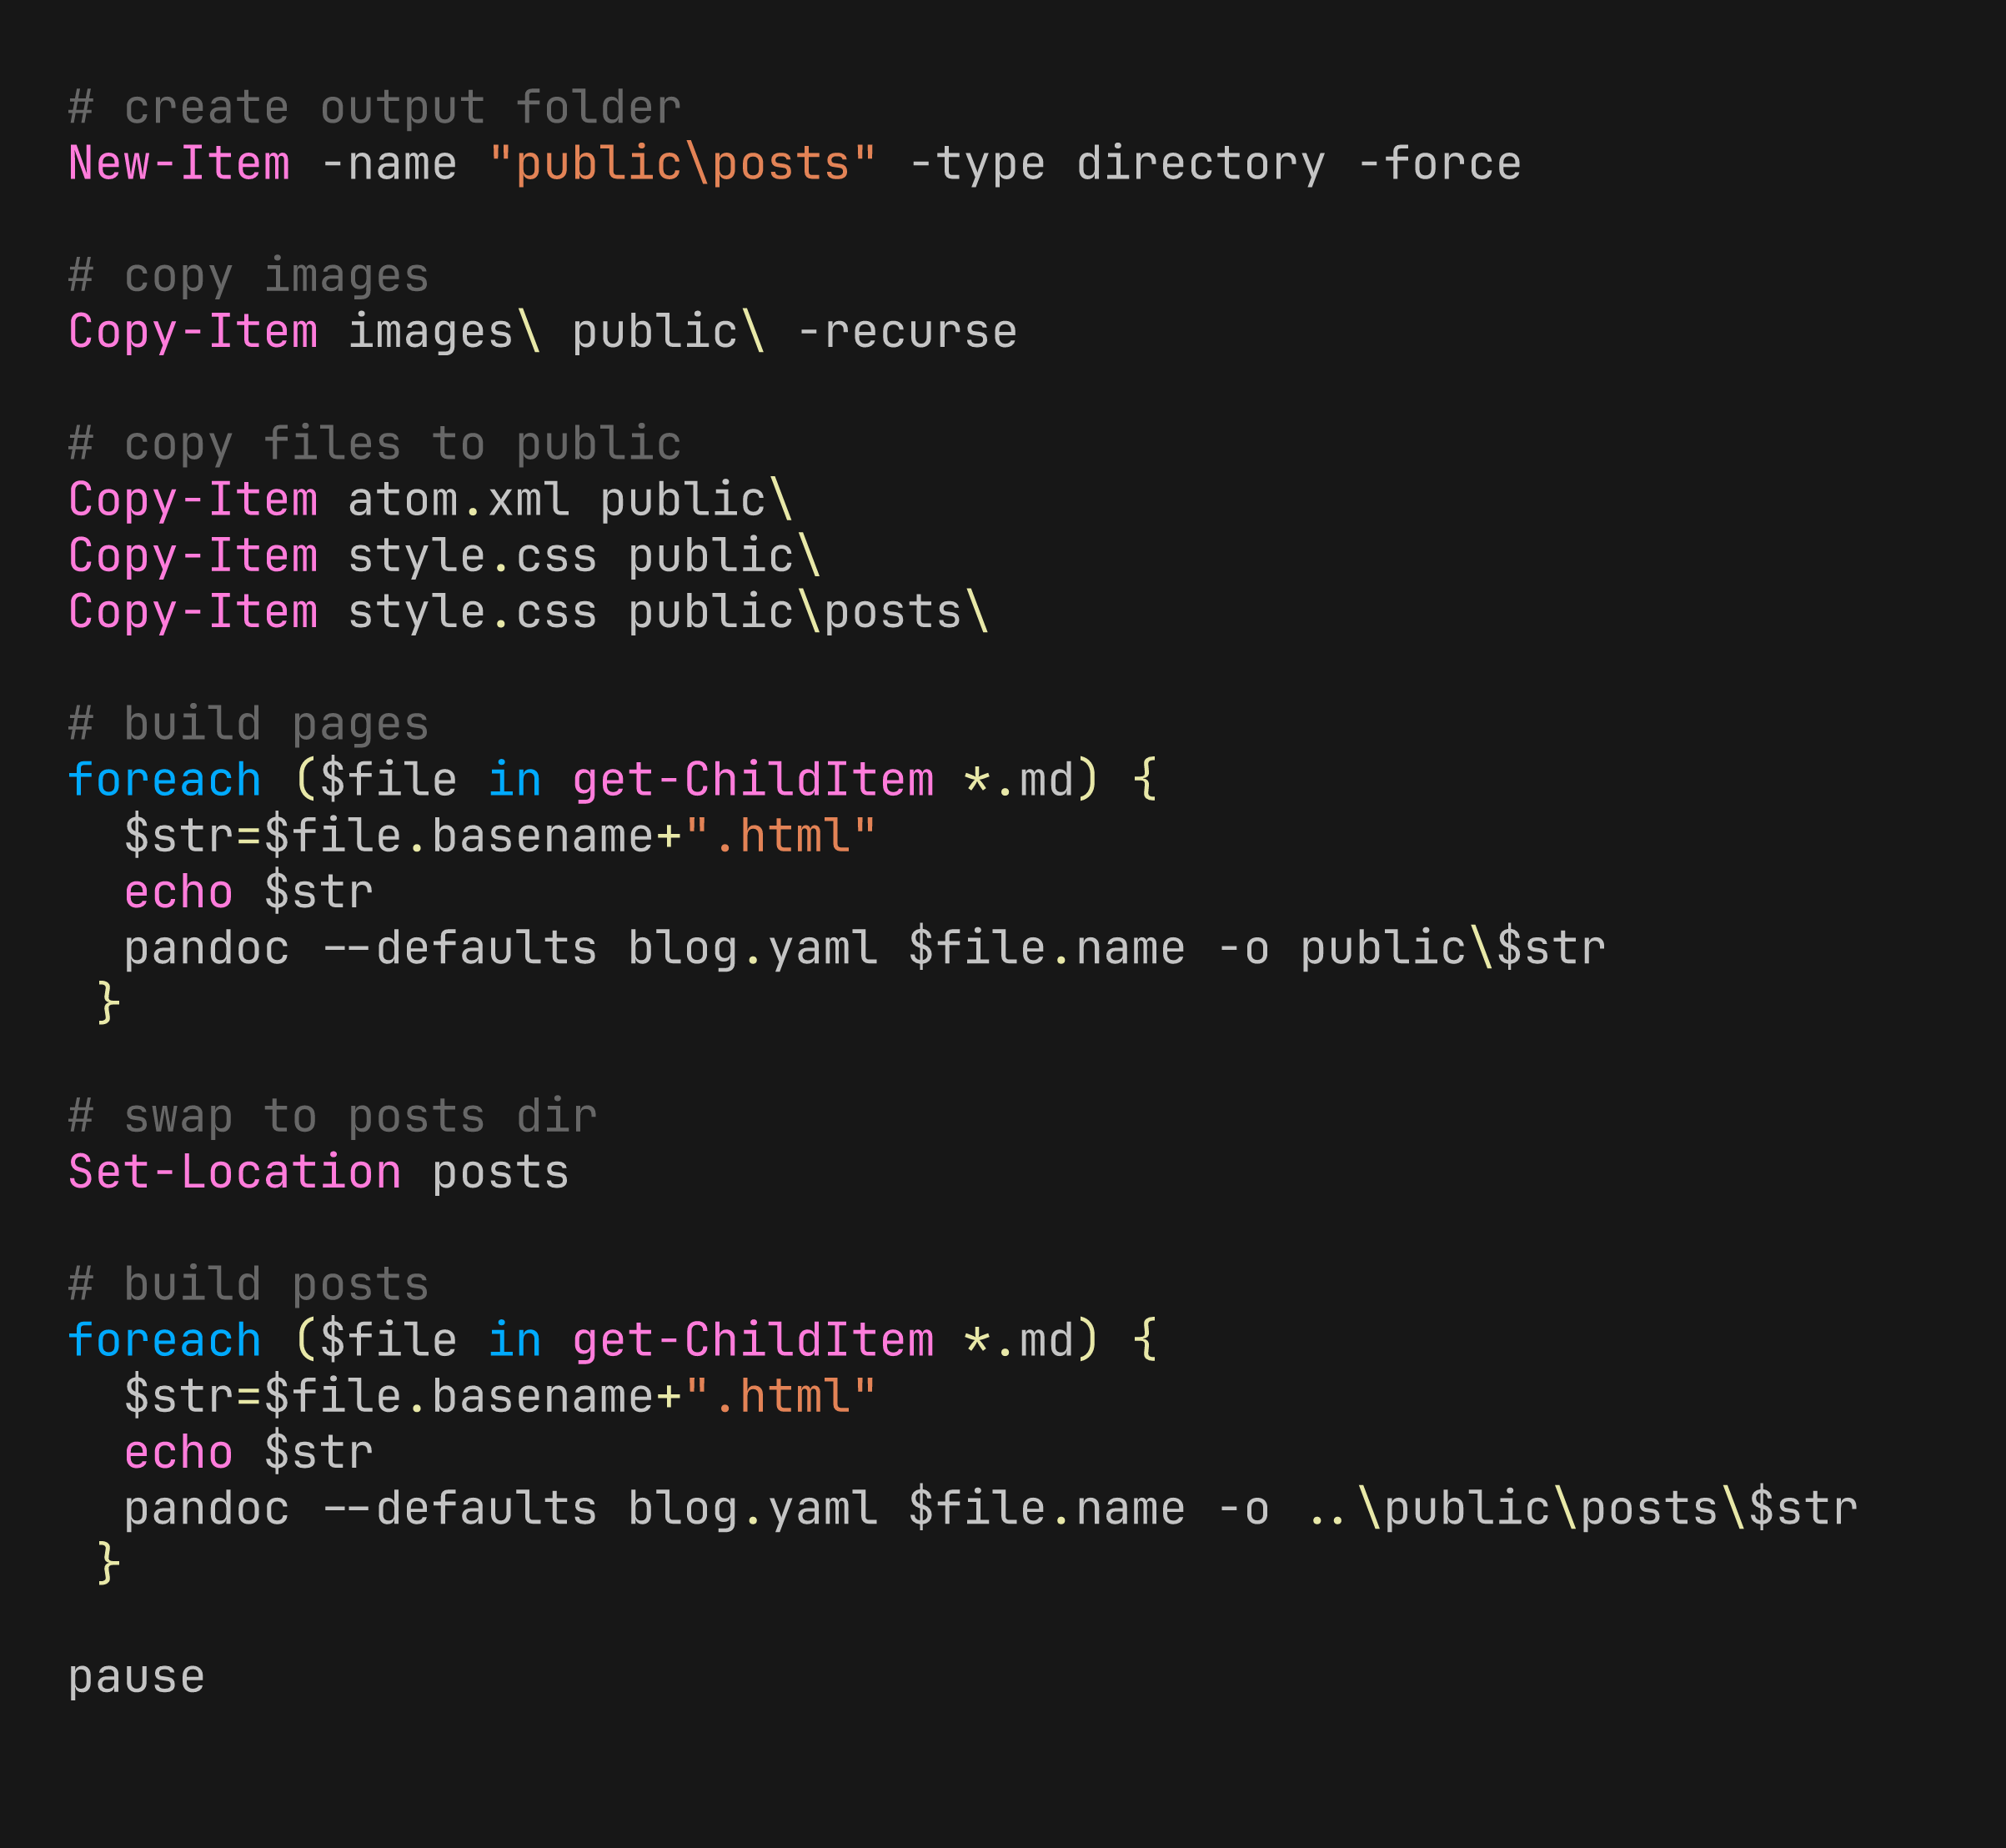 # create output folder
New-Item -name "public\posts" -type directory -force
# copy images
Copy-Item images\ public\ -recurse
# copy files to public
Copy-Item atom.xml public\
Copy-Item style.css public\
Copy-Item style.css public\posts\
# build pages
foreach ($file in get-ChildItem *.md) {
  $str=$file.basename+".html"
  echo $str
  pandoc --defaults blog.yaml $file.name -o public\$str
 }
# swap to posts dir
Set-Location posts
# build posts
foreach ($file in get-ChildItem *.md) {
  $str=$file.basename+".html"
  echo $str
  pandoc --defaults blog.yaml $file.name -o ..\public\posts\$str
 }
pause